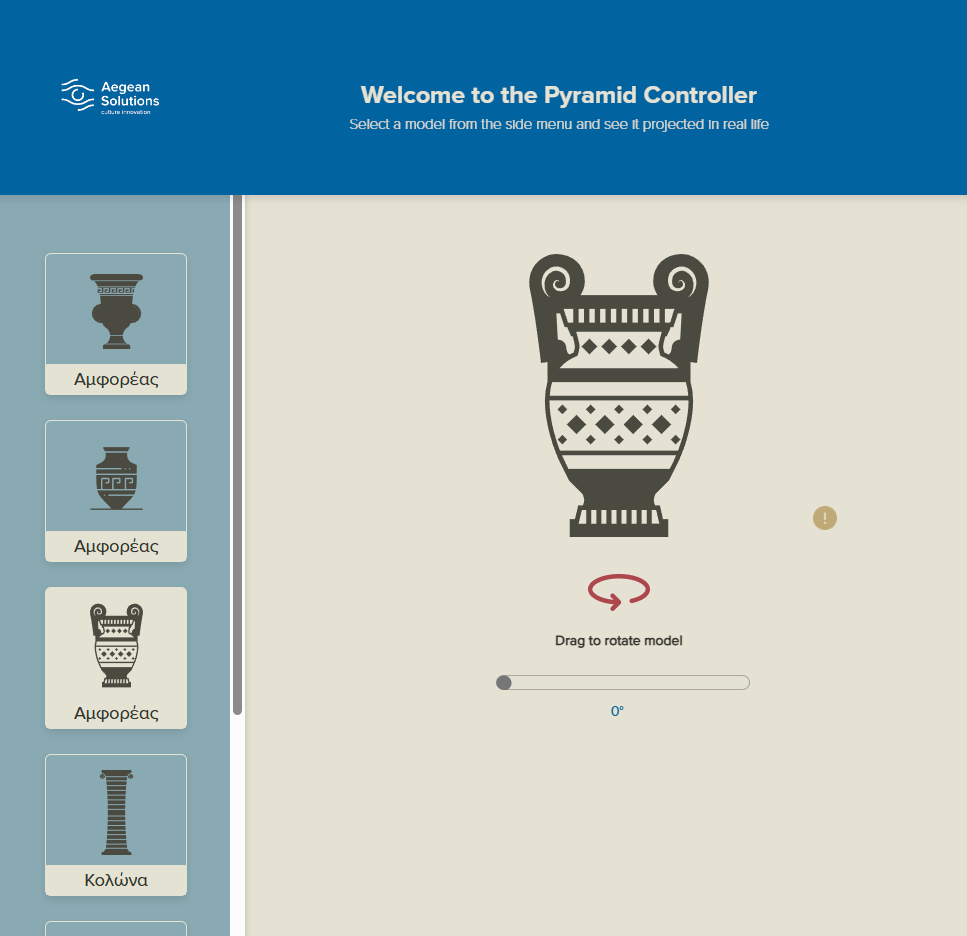 Aegean
Solutions
culture innovation
Welcome to the Pyramid Controller
Select a model from the side menu and see it projected in real life
Αμφορέας
Αμφορέας
Αμφορέας
Κολώνα
!
Drag to rotate model
0°